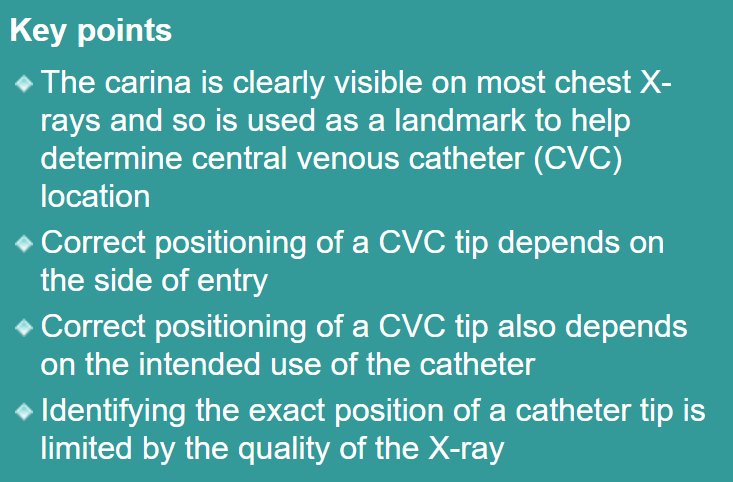 Key points
The carina is clearly visible on most chest X-
rays and so is used as a landmark to help
determine central venous catheter (CVC)
location
Correct positioning of a CVC tip depends on
the side of entry
Correct positioning of a CVC tip also depends
on the intended use of the catheter
Identifying the exact position of a catheter tip is
limited by the quality of the X-ray